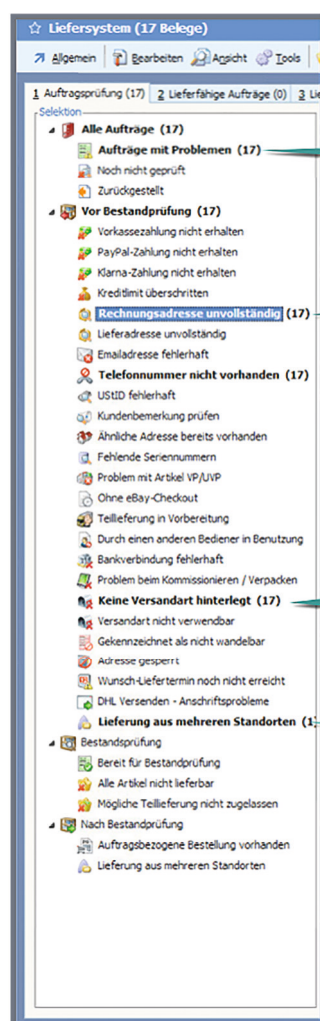 Liefersystem (17 Belege)
Allgemein Bearbeiten Ansicht Tools
1 Auftragsprüfung (17) 2 Lieferfähige Aufträge (0) 3 Lie
Selektion
Alle Aufträge (17)
Aufträge mit Problemen (17)
Noch nicht geprüft
Zurückgestellt
Vor Bestandprüfung (17)
Vorkassezahlung nicht erhalten
PayPal-Zahlung nicht erhalten
Klarna-Zahlung nicht erhalten
Kreditlimit überschritten
Rechnungsadresse unvollständig (17)
Lieferadresse unvollständig
Emailadresse fehlerhaft
Telefonnummer nicht vorhanden (17)
UStID fehlerhaft
Kundenbemerkung prüfen
Ähnliche Adresse bereits vorhanden
Fehlende Seriennummern
Problem mit Artikel VP/UVP
Ohne eBay-Checkout
Teillieferung in Vorbereitung
Durch einen anderen Bediener in Benutzung
Bankverbindung fehlerhaft
Problem beim Kommissionieren / Verpacken
Keine Versandart hinterlegt (17)
Versandart nicht verwendbar
Gekennzeichnet als nicht wandelbar
Adresse gesperrt
Wunsch-Liefertermin noch nicht erreicht
DHL Versenden - Anschriftsprobleme
Lieferung aus mehreren Standorten (1
Bestandsprüfung
Bereit für Bestandprüfung
Alle Artikel nicht lieferbar
Mögliche Teillieferung nicht zugelassen
Nach Bestandprüfung
Auftragsbezogene Bestellung vorhanden
Lieferung aus mehreren Standorten